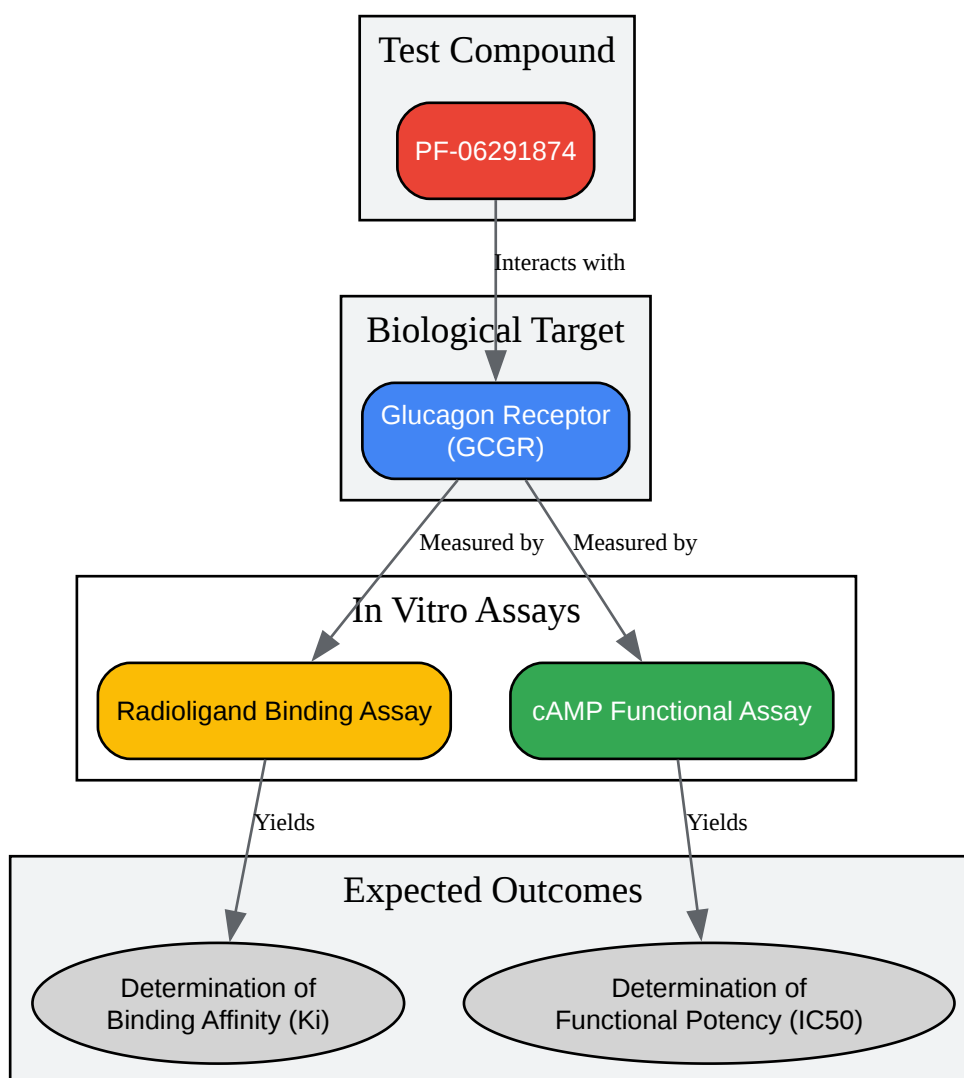 Test Compound
PF-06291874
Interacts with
Biological Target
Glucagon Receptor
(GCGR)
Measured by
Measured by
In Vitro Assays
Radioligand Binding Assay
cAMP Functional Assay
Yields
Yields
Expected Outcomes
Determination of
Binding Affinity (Ki)
Determination of
Functional Potency (IC50)